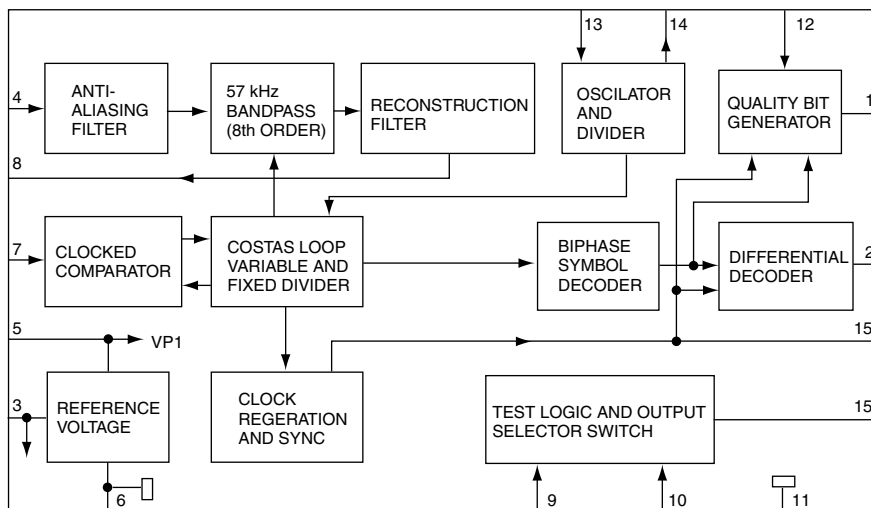 13
14
12
4
ANTI-
ALIASING
FILTER
57 kHz
BANDPASS
(8th ORDER)
RECONSTRUCTION
FILTER
OSCILATOR
AND
DIVIDER
QUALITY BIT
GENERATOR
1
8
7
CLOCKED
COMPARATOR
COSTAS LOOP
VARIABLE AND
FIXED DIVIDER
BIPHASE
SYMBOL
DECODER
DIFFERENTIAL
DECODER
2
5
VP1
15
3
REFERENCE
VOLTAGE
CLOCK
REGERATION
AND SYNC
TEST LOGIC AND OUTPUT
SELECTOR SWITCH
15
6
9
10
11